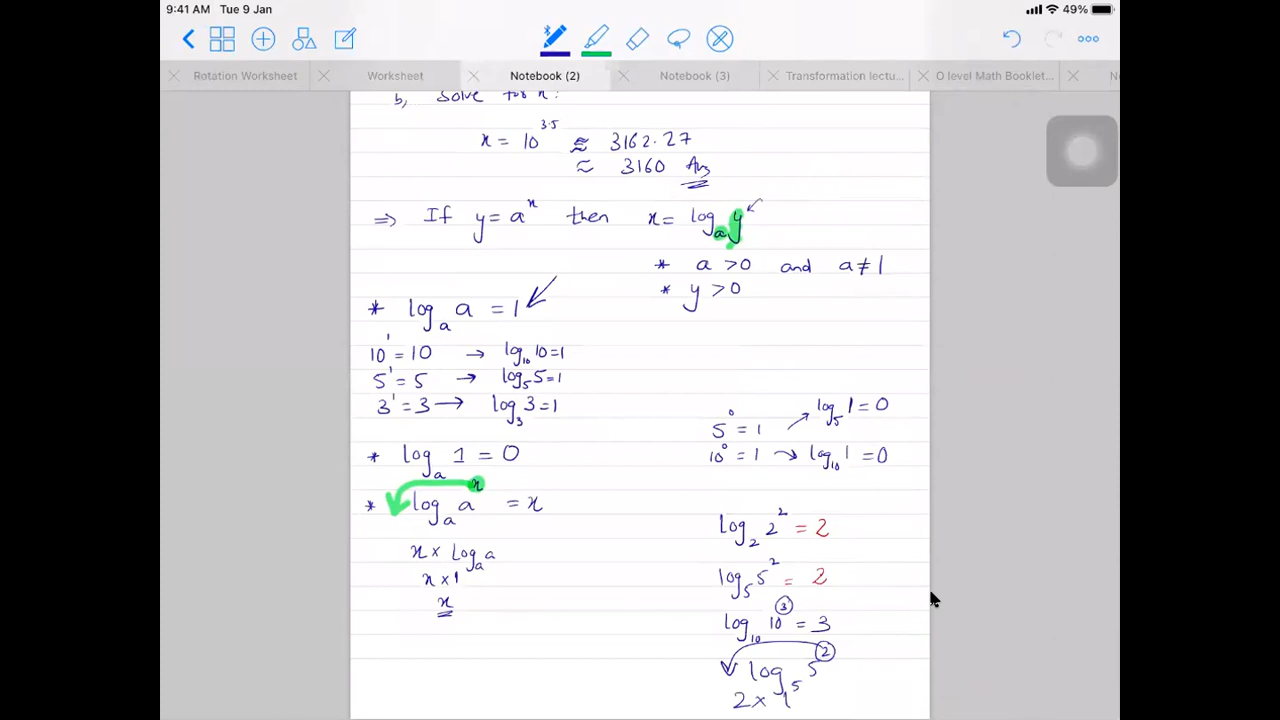 9:41 AM Tue 9 Jan 49%
Rotation Worksheet Worksheet Notebook (2) Notebook (3) Transformation lectu... O level Math Booklet...
b, Solve for x:
x = 10^3.5 ≈ 3162.27
≈ 3160 Ans
⇒ If y = a^x then x = log_a y
* a > 0 and a ≠ 1
* y > 0
* log_a a = 1
10^1 = 10 → log_10 10 = 1
5^1 = 5 → log_5 5 = 1
3^1 = 3 → log_3 3 = 1
5^0 = 1 → log_5 1 = 0
10^0 = 1 → log_10 1 = 0
* log_a 1 = 0
* log_a a^x = x
x × log_a a
x × 1
x
log_2 2^2 = 2
log_5 5^2 = 2
log_10 10^3 = 3
log_5 5^2
2 × 1